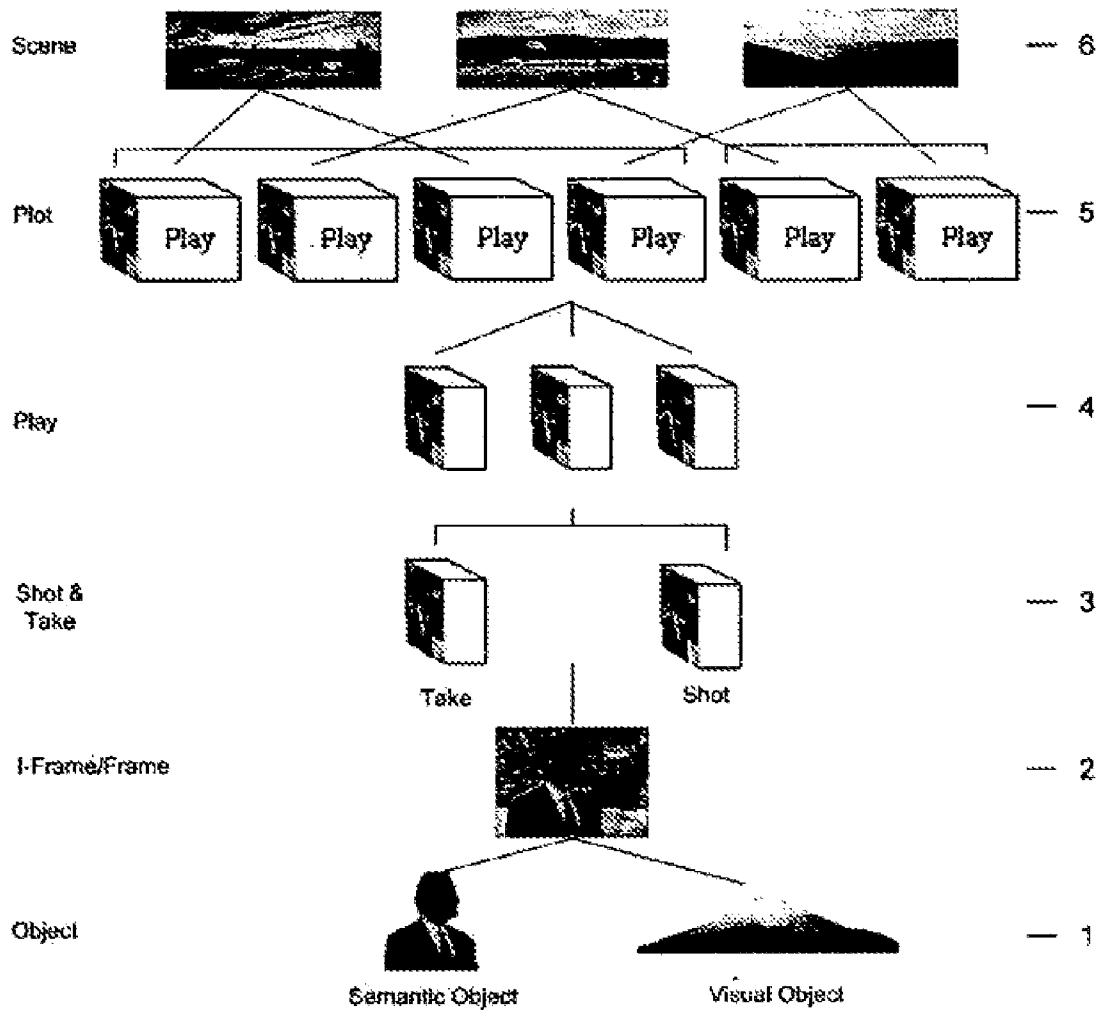 Scene
6
Plot
Play Play Play Play Play Play
5
Play
4
Shot &
Take
3
Take Shot
I-Frame/Frame
2
Object
1
Semantic Object Visual Object